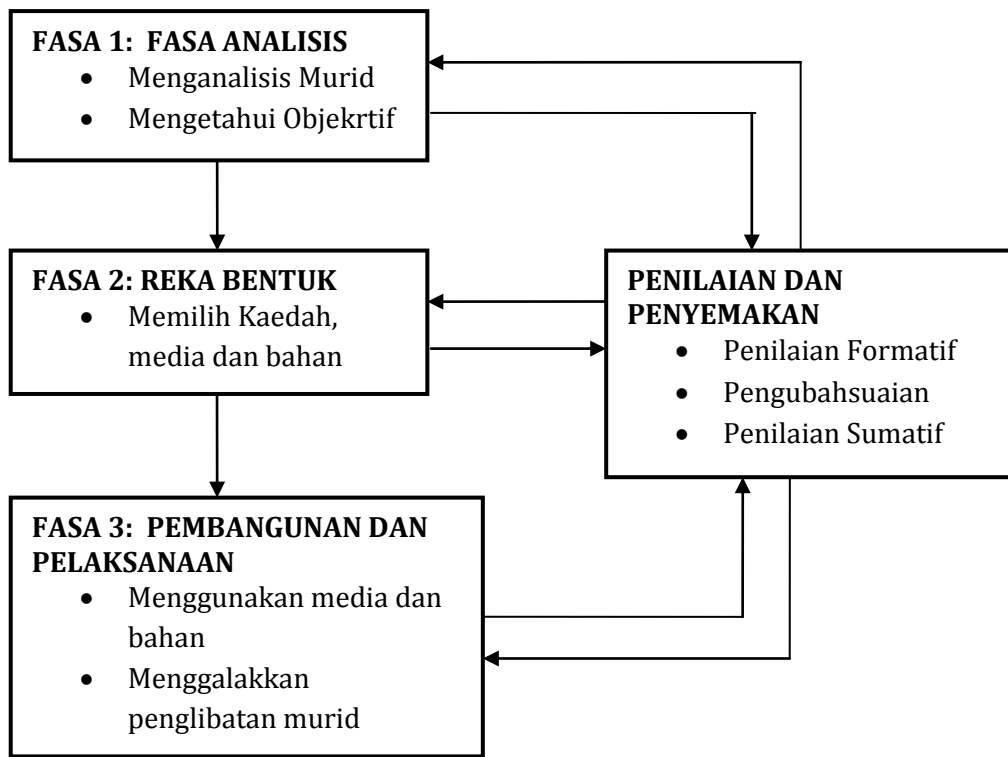 FASA 1: FASA ANALISIS
• Menganalisis Murid
• Mengetahui Objekrtif
FASA 2: REKA BENTUK
• Memilih Kaedah,
media dan bahan
PENILAIAN DAN
PENYEMAKAN
• Penilaian Formatif
• Pengubahsuaian
• Penilaian Sumatif
FASA 3: PEMBANGUNAN DAN
PELAKSANAAN
• Menggunakan media dan
bahan
• Menggalakkan
penglibatan murid